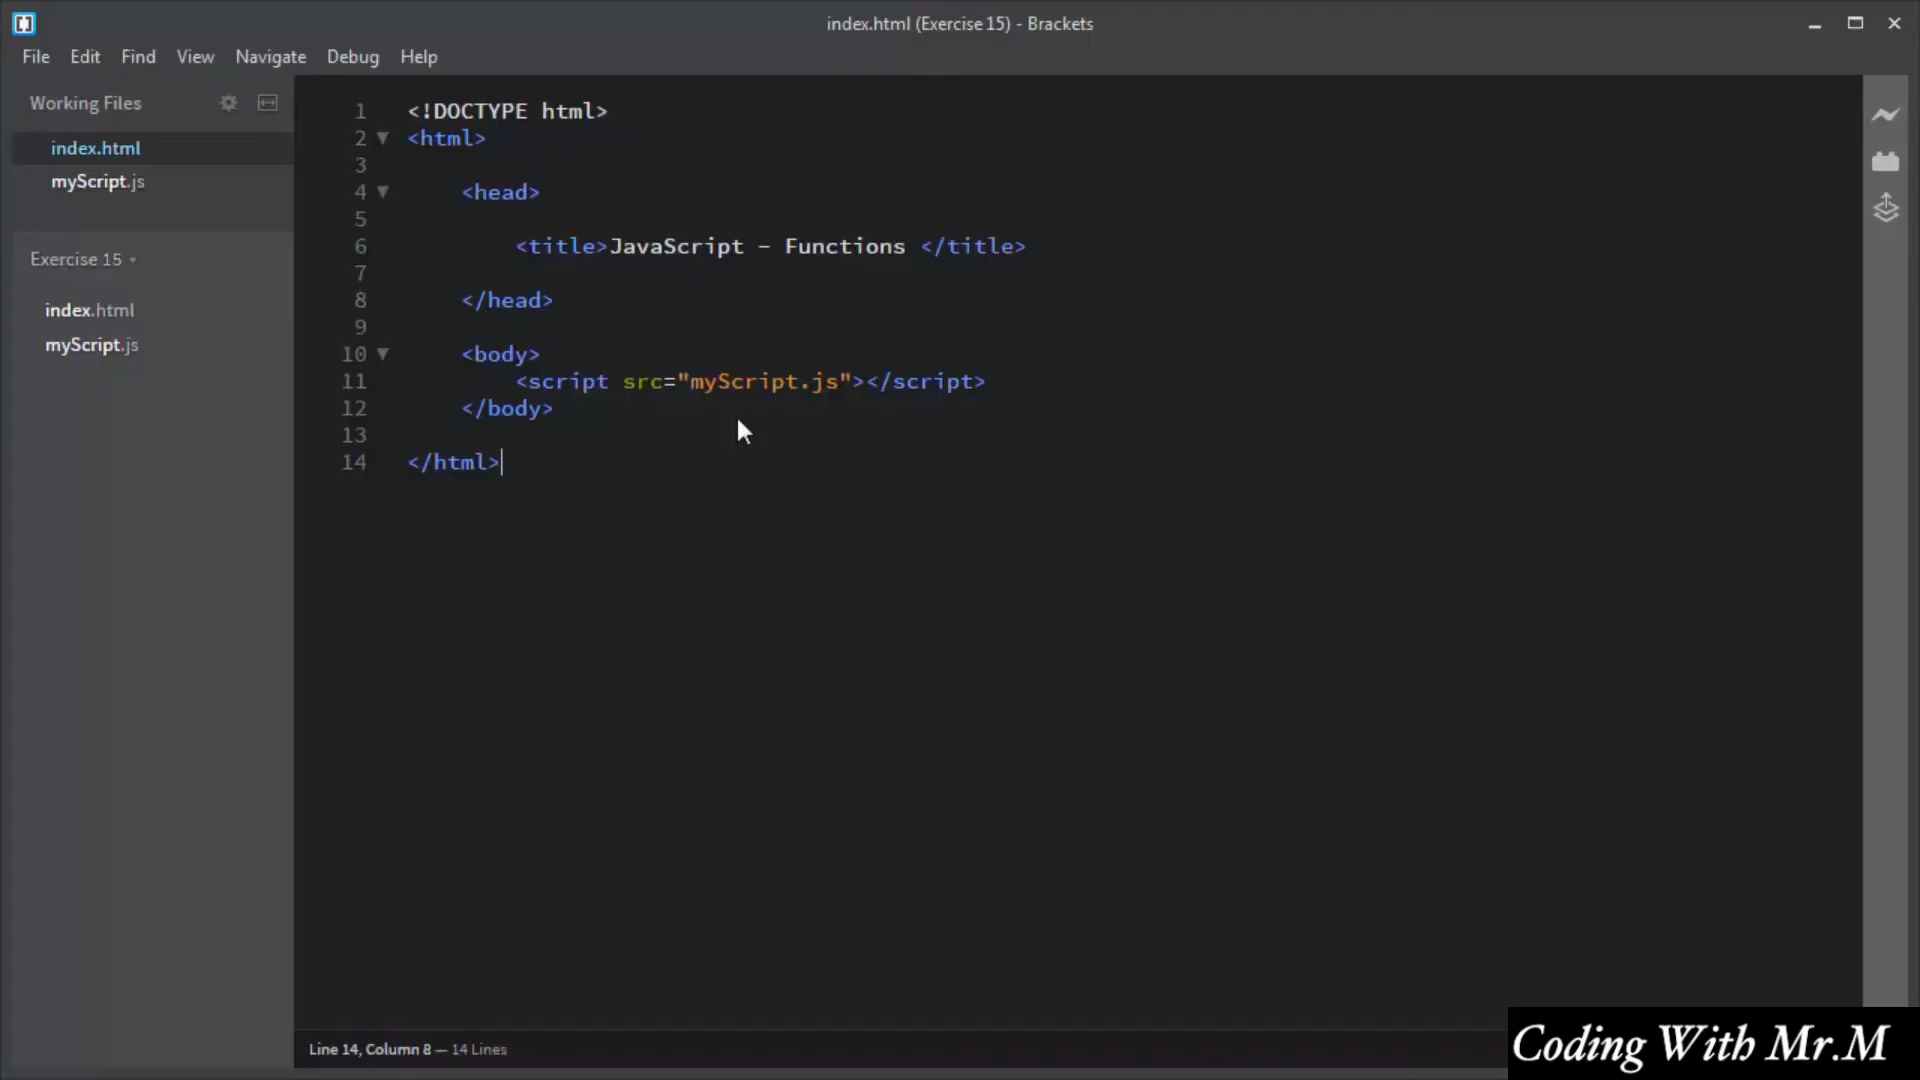 index.html (Exercise 15) - Brackets
File Edit Find View Navigate Debug Help
Working Files
index.html
myScript.js
Exercise 15
index.html
myScript.js
1 <!DOCTYPE html>
2 <html>
3
4 <head>
5
6 <title>JavaScript - Functions </title>
7
8 </head>
9
10 <body>
11 <script src="myScript.js"></script>
12 </body>
13
14 </html>
Line 14, Column 8 — 14 Lines
Coding With Mr.M